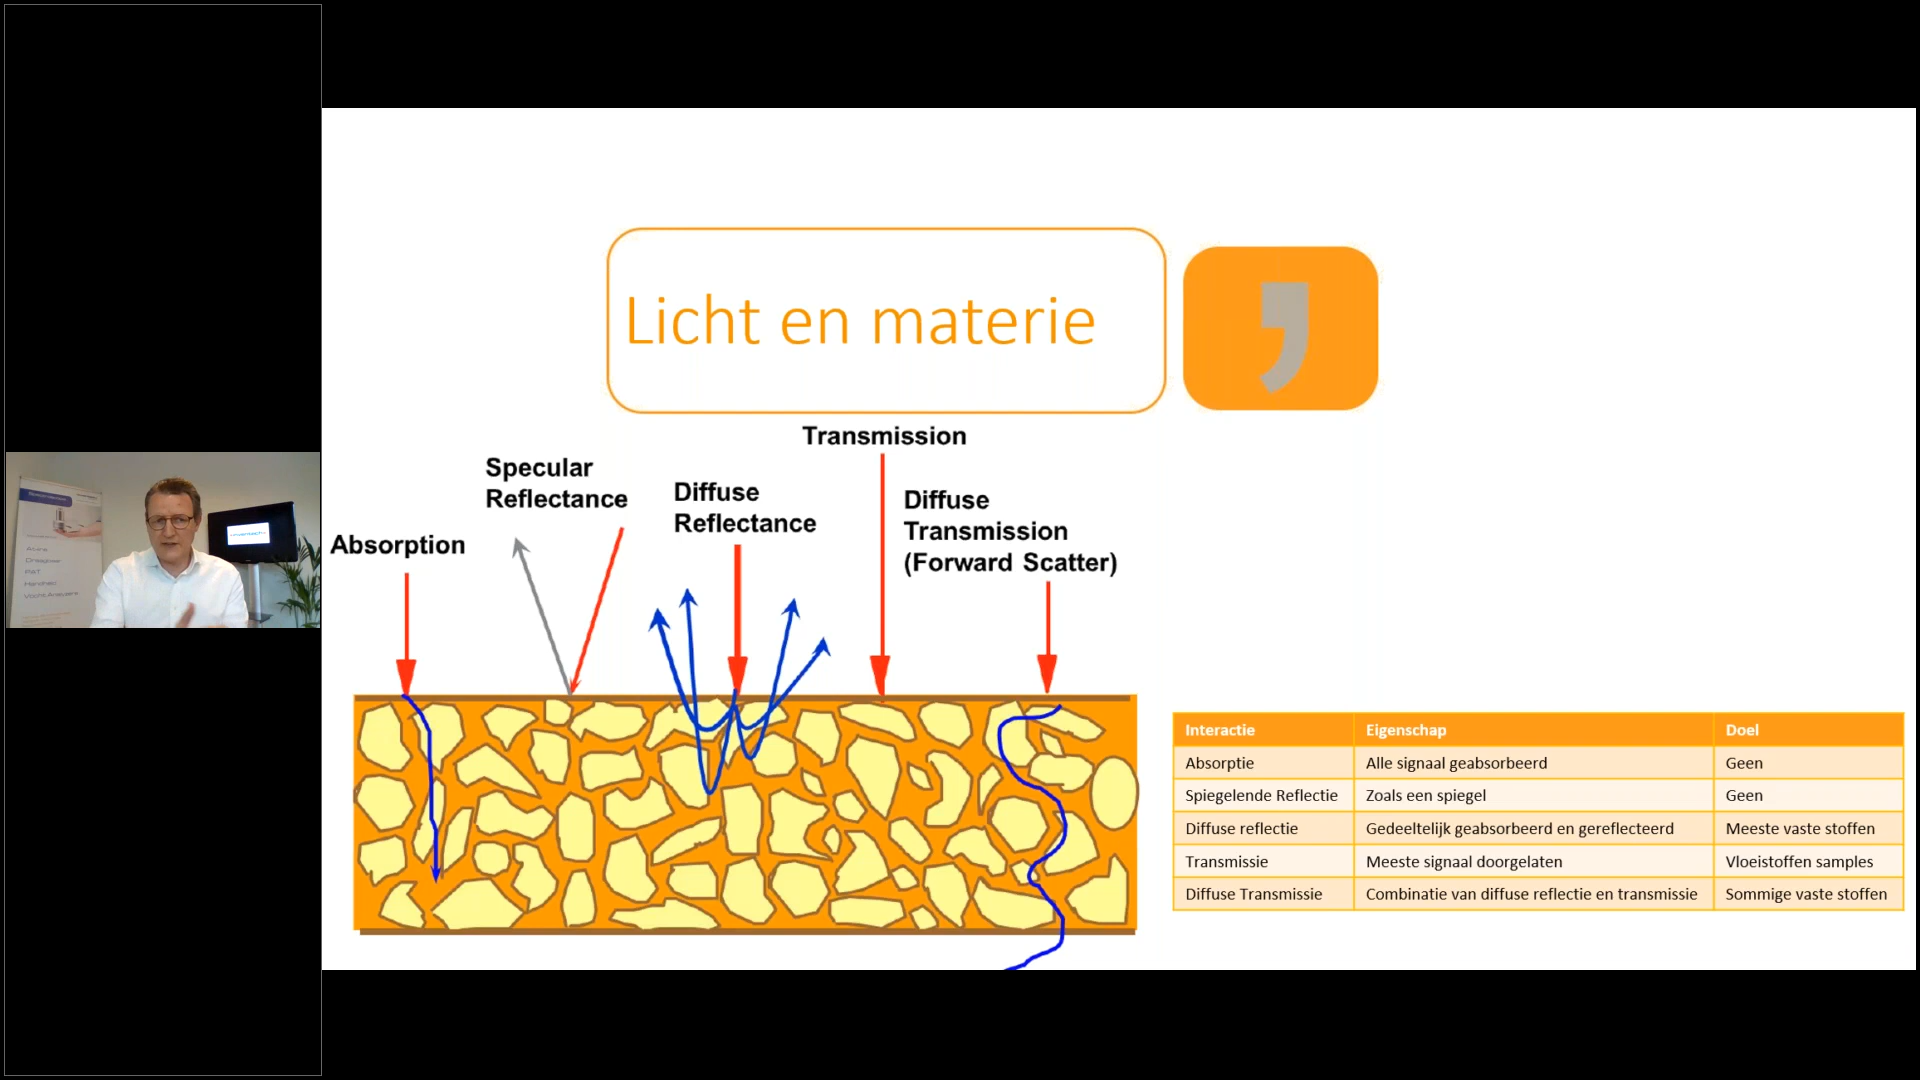 Licht en materie
Transmission
Specular
Reflectance
Diffuse
Reflectance
Diffuse
Transmission
(Forward Scatter)
Absorption
Interactie Eigenschap Doel
Absorptie Alle signaal geabsorbeerd Geen
Spiegelende Reflectie Zoals een spiegel Geen
Diffuse reflectie Gedeeltelijk geabsorbeerd en gereflecteerd Meeste vaste stoffen
Transmissie Meeste signaal doorgelaten Vloeistoffen samples
Diffuse Transmissie Combinatie van diffuse reflectie en transmissie Sommige vaste stoffen